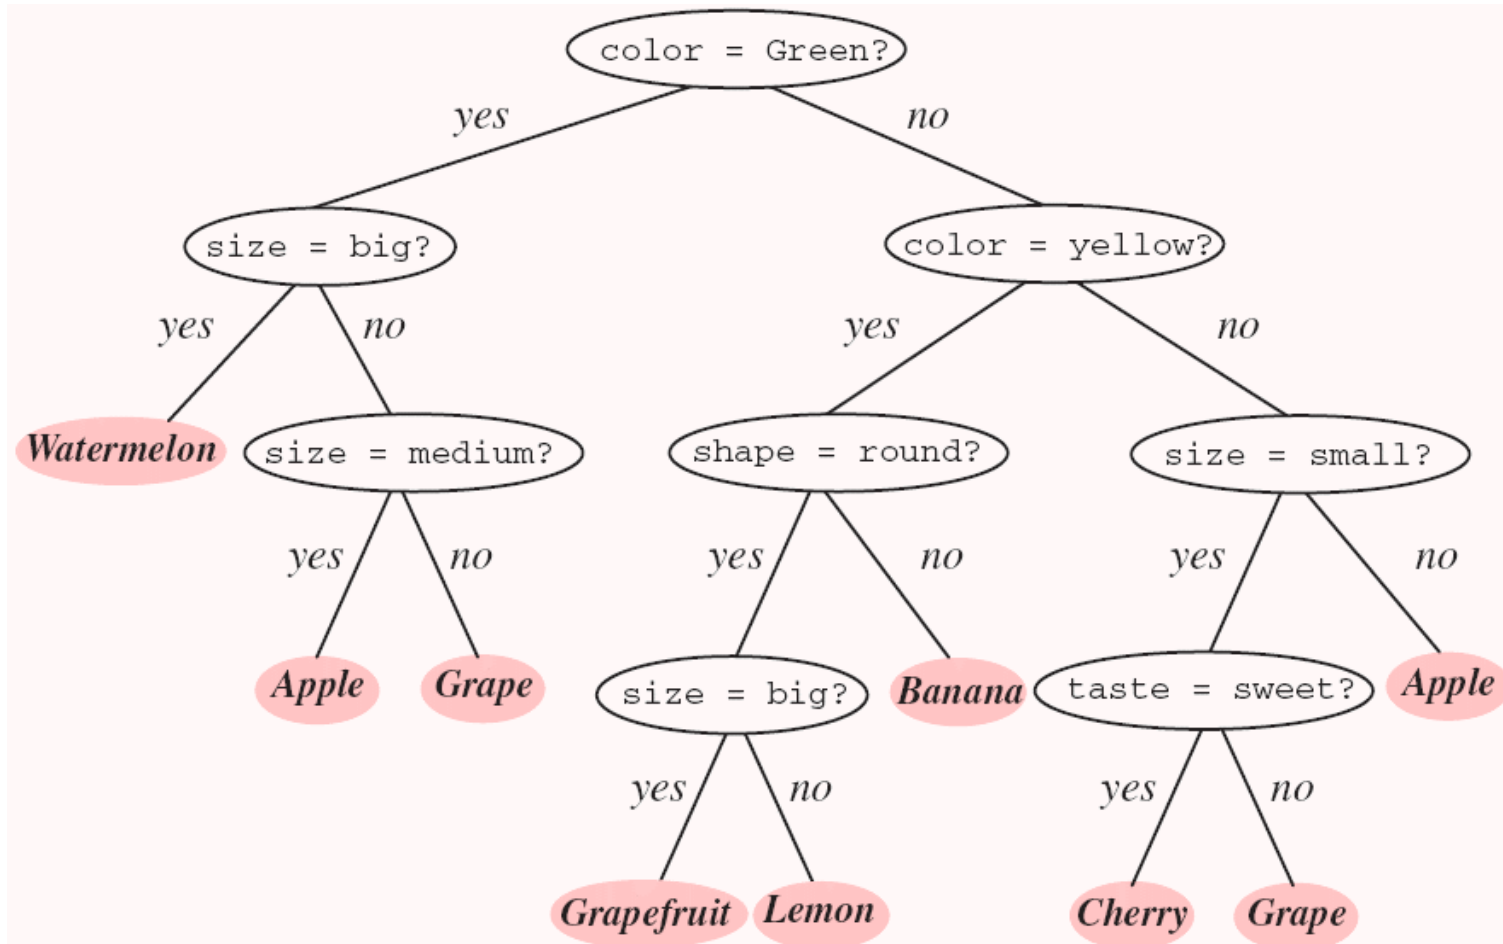 color = Green?
yes
no
size = big?
color = yellow?
yes
no
yes
no
Watermelon
size = medium?
shape = round?
size = small?
yes
no
yes
no
yes
no
Apple
Grape
size = big?
Banana
taste = sweet?
Apple
yes
no
yes
no
Grapefruit
Lemon
Cherry
Grape